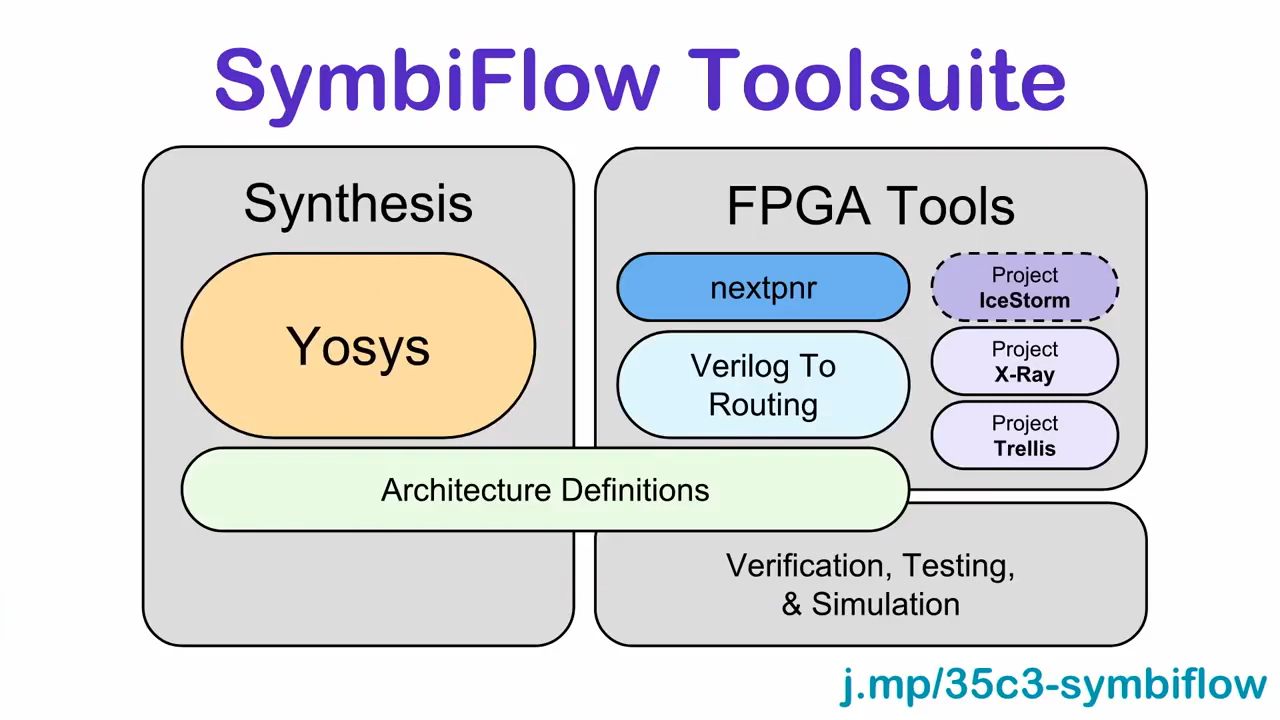 SymbiFlow Toolsuite
Synthesis
Yosys
FPGA Tools
nextpnr
Verilog To
Routing
Project
IceStorm
Project
X-Ray
Project
Trellis
Architecture Definitions
Verification, Testing,
& Simulation
j.mp/35c3-symbiflow